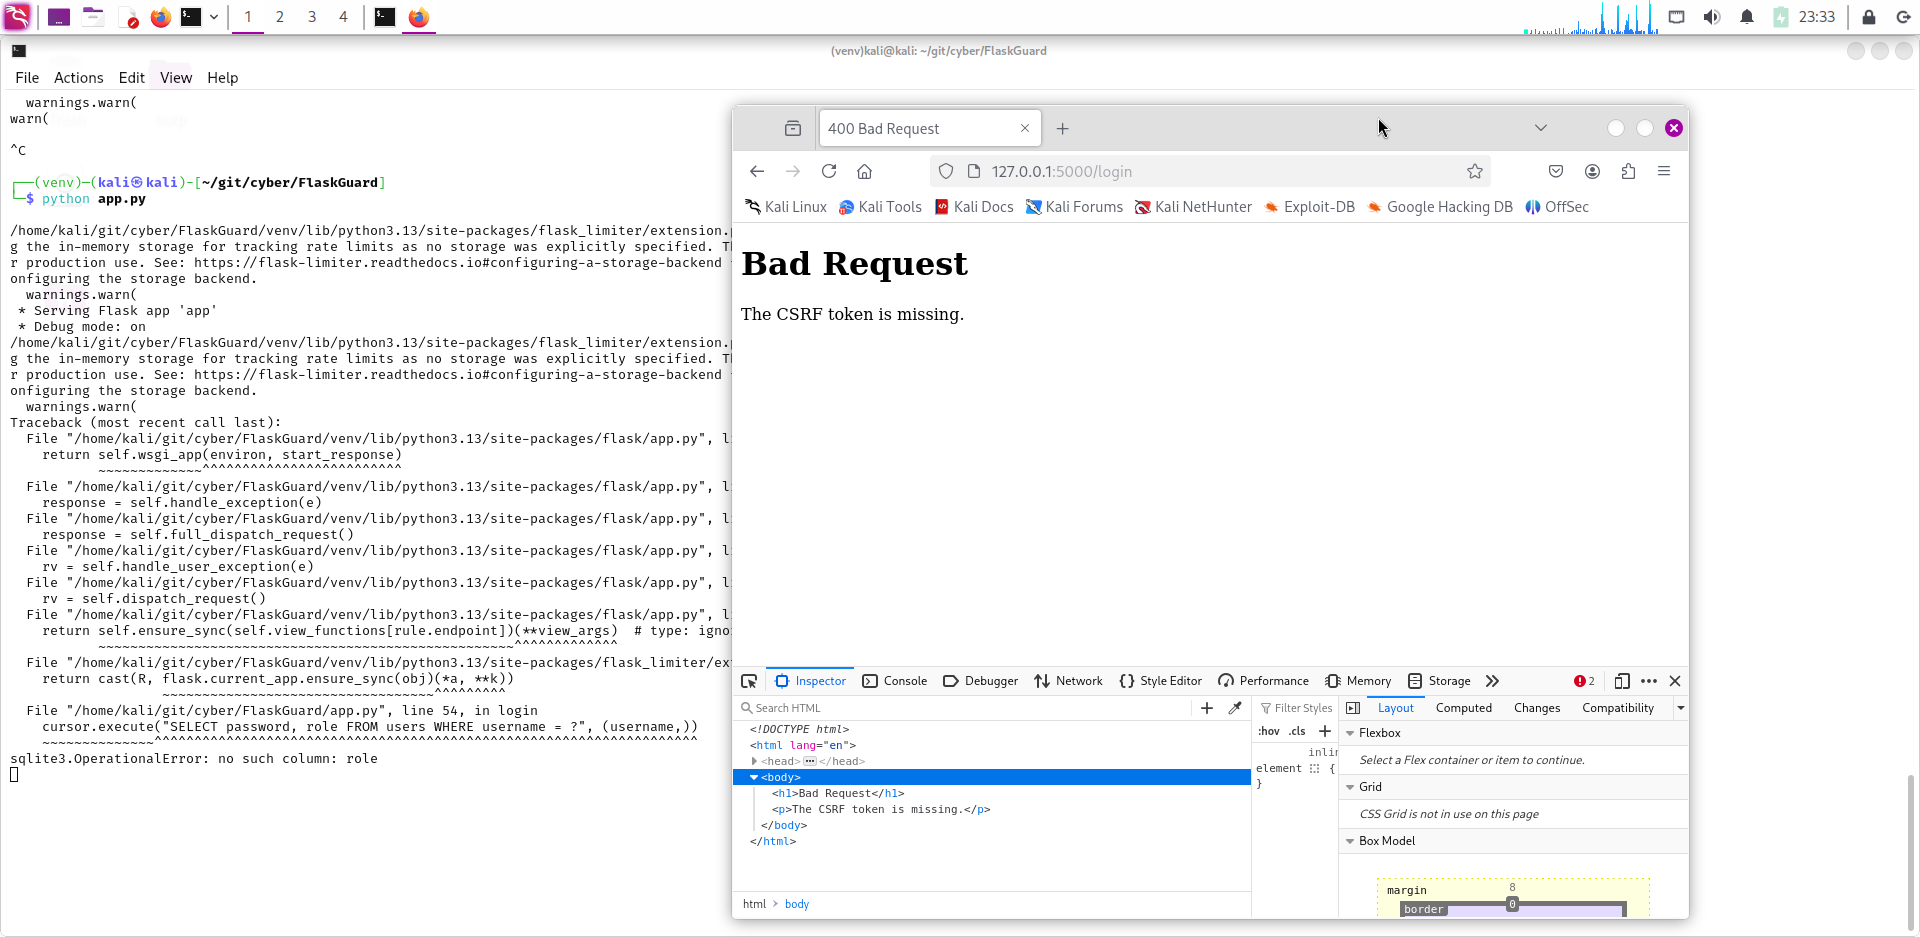 1 2 3 4
23:33
(venv)kali@kali: ~/git/cyber/FlaskGuard
File Actions Edit View Help
warnings.warn(
warn(
^C
┌──(venv)─(kali㉿kali)-[~/git/cyber/FlaskGuard]
└─$ python app.py
/home/kali/git/cyber/FlaskGuard/venv/lib/python3.13/site-packages/flask_limiter/extension.
g the in-memory storage for tracking rate limits as no storage was explicitly specified.
r production use. See: https://flask-limiter.readthedocs.io#configuring-a-storage-backend
onfiguring the storage backend.
warnings.warn(
* Serving Flask app 'app'
* Debug mode: on
/home/kali/git/cyber/FlaskGuard/venv/lib/python3.13/site-packages/flask_limiter/extension.
g the in-memory storage for tracking rate limits as no storage was explicitly specified.
r production use. See: https://flask-limiter.readthedocs.io#configuring-a-storage-backend
onfiguring the storage backend.
warnings.warn(
Traceback (most recent call last):
File "/home/kali/git/cyber/FlaskGuard/venv/lib/python3.13/site-packages/flask/app.py", l
return self.wsgi_app(environ, start_response)
~~~~~~~~~~~~~^^^^^^^^^^^^^^^^^^^^^^^^^
File "/home/kali/git/cyber/FlaskGuard/venv/lib/python3.13/site-packages/flask/app.py", l
response = self.handle_exception(e)
File "/home/kali/git/cyber/FlaskGuard/venv/lib/python3.13/site-packages/flask/app.py", l
response = self.full_dispatch_request()
File "/home/kali/git/cyber/FlaskGuard/venv/lib/python3.13/site-packages/flask/app.py", l
rv = self.handle_user_exception(e)
File "/home/kali/git/cyber/FlaskGuard/venv/lib/python3.13/site-packages/flask/app.py", l
rv = self.dispatch_request()
File "/home/kali/git/cyber/FlaskGuard/venv/lib/python3.13/site-packages/flask/app.py", l
return self.ensure_sync(self.view_functions[rule.endpoint])(**view_args)  # type: igno
~~~~~~~~~~~~~~~~~~~~~~~~~~~~~~~~~~~~~~~~~~~~~~~~~~~~^^^^^^^^^^^^^
File "/home/kali/git/cyber/FlaskGuard/venv/lib/python3.13/site-packages/flask_limiter/ex
return cast(R, flask.current_app.ensure_sync(obj)(*a, **k))
~~~~~~~~~~~~~~~~~~~~~~~~~~~~~~~~~~^^^^^^^^^
File "/home/kali/git/cyber/FlaskGuard/app.py", line 54, in login
cursor.execute("SELECT password, role FROM users WHERE username = ?", (username,))
~~~~~~~~~~~~~~^^^^^^^^^^^^^^^^^^^^^^^^^^^^^^^^^^^^^^^^^^^^^^^^^^^^^^^^^^^^^^^^^^^^
sqlite3.OperationalError: no such column: role
400 Bad Request
127.0.0.1:5000/login
Kali Linux Kali Tools Kali Docs Kali Forums Kali NetHunter Exploit-DB Google Hacking DB OffSec
Bad Request
The CSRF token is missing.
Inspector Console Debugger Network Style Editor Performance Memory Storage 2
Search HTML
<!DOCTYPE html>
<html lang="en">
<head> ••• </head>
<body>
<h1>Bad Request</h1>
<p>The CSRF token is missing.</p>
</body>
</html>
html > body
Filter Styles
:hov .cls +
inlin
element {
}
Layout Computed Changes Compatibility
Flexbox
Select a Flex container or item to continue.
Grid
CSS Grid is not in use on this page
Box Model
margin 8
border 0